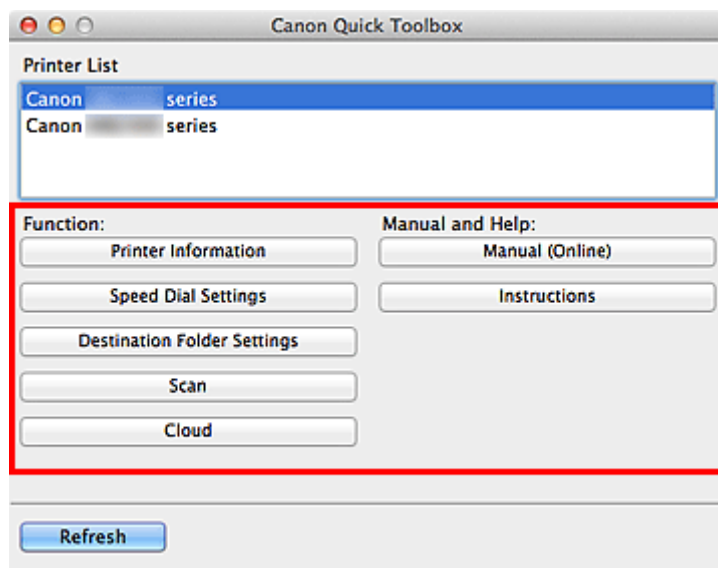 Canon Quick Toolbox
Printer List
Canon series
Canon series
Function:
Printer Information
Speed Dial Settings
Destination Folder Settings
Scan
Cloud
Manual and Help:
Manual (Online)
Instructions
Refresh